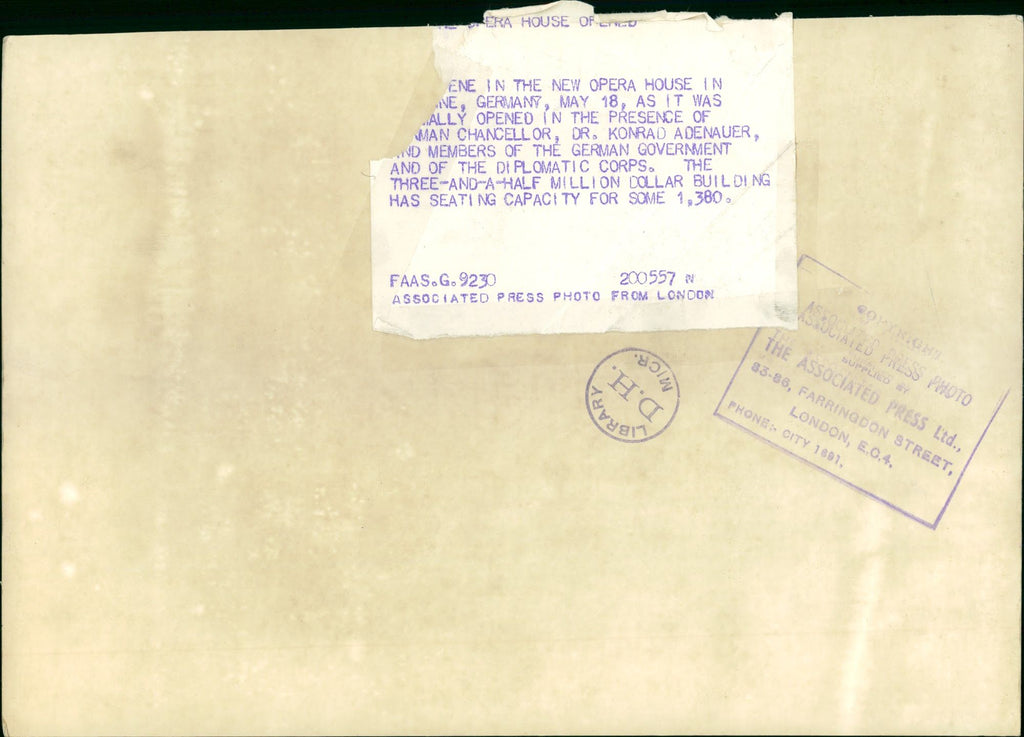 OPERA HOUSE OPENED
ENE IN THE NEW OPERA HOUSE IN
NE, GERMANY, MAY 18, AS IT WAS
ALLY OPENED IN THE PRESENCE OF
MAN CHANCELLOR, DR. KONRAD ADENAUER,
AND MEMBERS OF THE GERMAN GOVERNMENT
AND OF THE DIPLOMATIC CORPS. THE
THREE-AND-A-HALF MILLION DOLLAR BUILDING
HAS SEATING CAPACITY FOR SOME 1,380.
FAAS.G.9230 200557 N
ASSOCIATED PRESS PHOTO FROM LONDON
LIBRARY
D.H.
MICR.
COPYRIGHT
ASSOCIATED PRESS PHOTO
SUPPLIED BY
THE ASSOCIATED PRESS Ltd.,
83-86, FARRINGDON STREET,
LONDON, E.C.4.
PHONE:- CITY 1691.